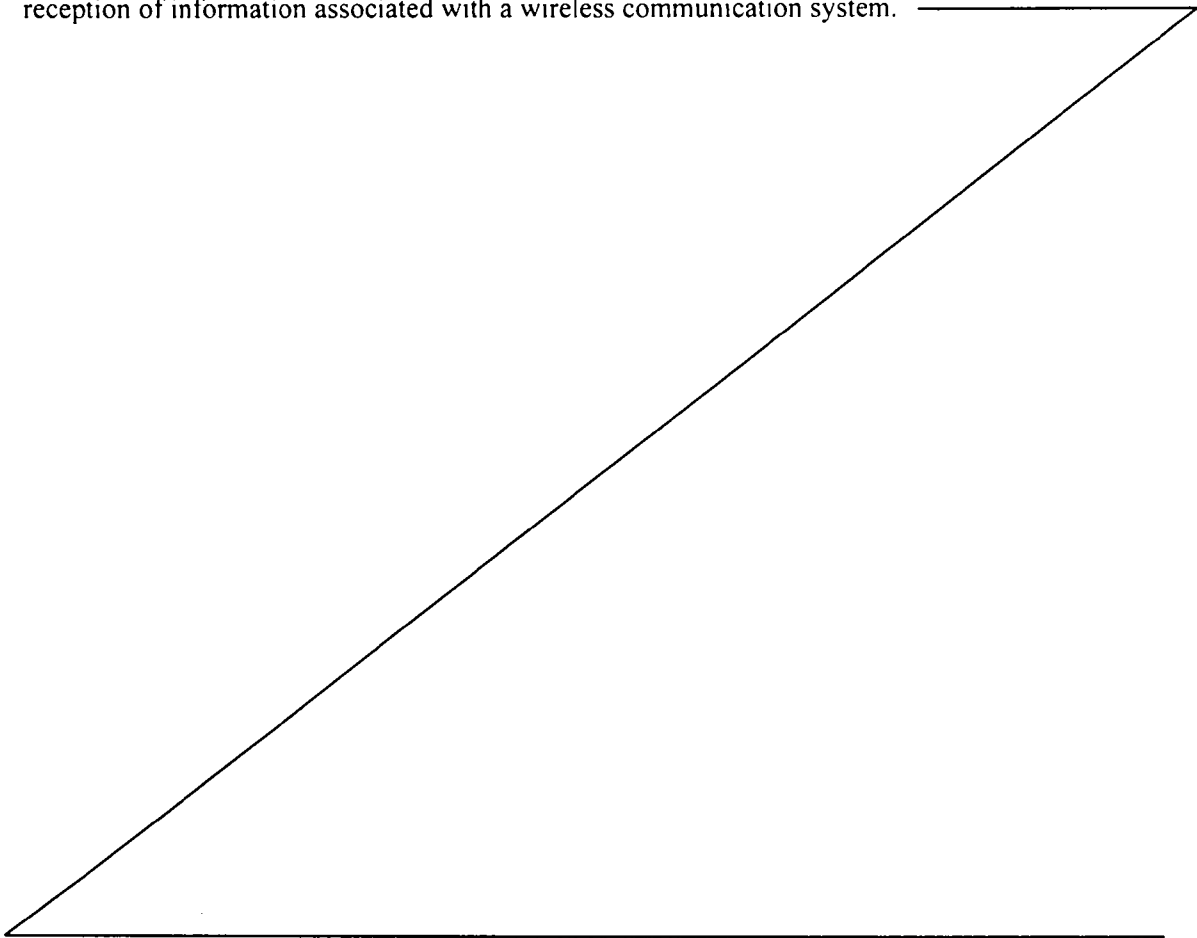 reception of information associated with a wireless communication system.